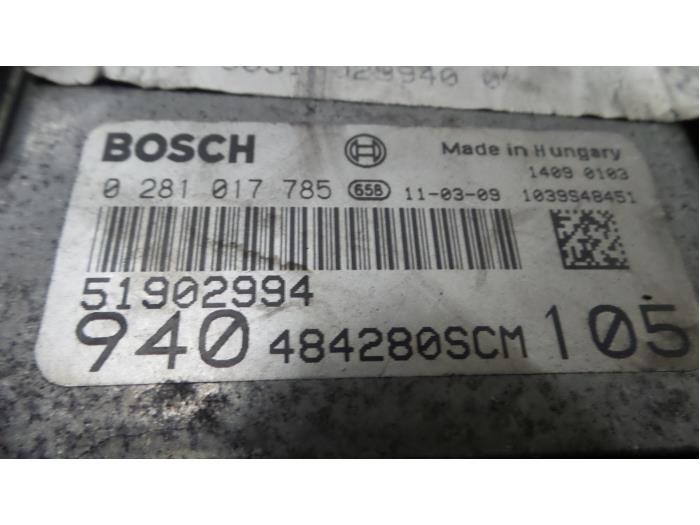 BOSCH Made in Hungary
1409 0103
0 281 017 785 658 11-03-09 1039S48451
51902994
940 484280SCM 105